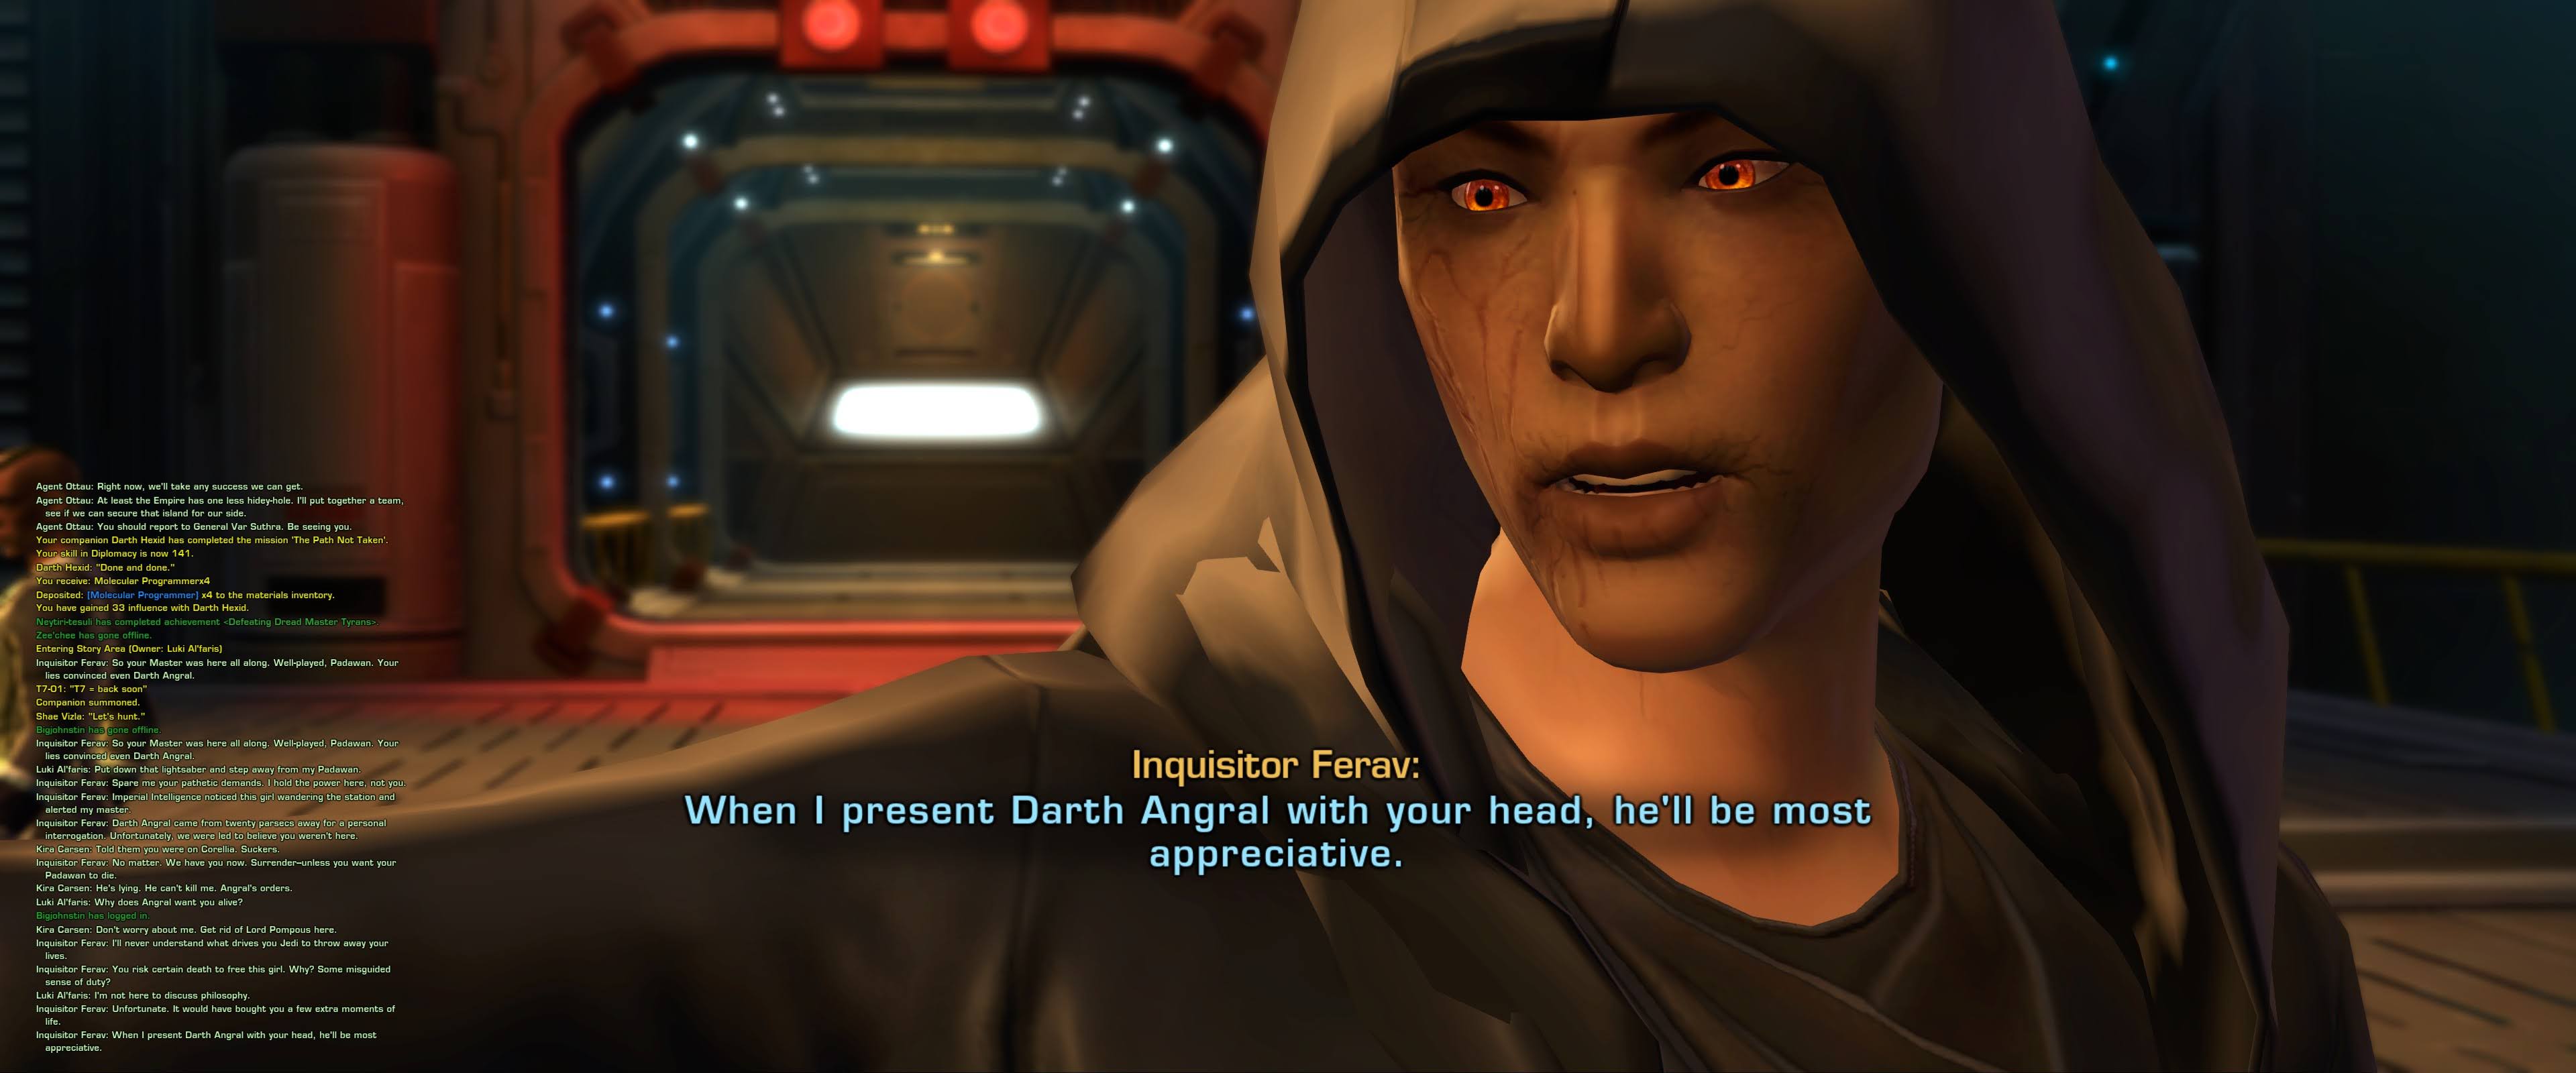 Agent Ottau: Right now, we'll take any success we can get.
Agent Ottau: At least the Empire has one less hidey-hole. I'll put together a team,
see if we can secure that island for our side.
Agent Ottau: You should report to General Var Suthra. Be seeing you.
Your companion Darth Hexid has completed the mission 'The Path Not Taken'.
Your skill in Diplomacy is now 141.
Darth Hexid: "Done and done."
You receive: Molecular Programmerx4
Deposited: [Molecular Programmer] x4 to the materials inventory.
You have gained 33 influence with Darth Hexid.
Neytiri-tesuli has completed achievement <Defeating Dread Master Tyrans>
Zee'chee has gone offline.
Entering Story Area (Owner: Luki Al'faris)
Inquisitor Ferav: So your Master was here all along. Well-played, Padawan. Your
lies convinced even Darth Angral.
T7-O1: "T7 = back soon"
Companion summoned.
Shae Vizla: "Let's hunt."
Bigjohnstin has gone offline.
Inquisitor Ferav: So your Master was here all along. Well-played, Padawan. Your
lies convinced even Darth Angral.
Luki Al'faris: Put down that lightsaber and step away from my Padawan.
Inquisitor Ferav: Spare me your pathetic demands. I hold the power here, not you.
Inquisitor Ferav: Imperial Intelligence noticed this girl wandering the station and
alerted my master.
Inquisitor Ferav: Darth Angral came from twenty parsecs away for a personal
interrogation. Unfortunately, we were led to believe you weren't here.
Kira Carsen: Told them you were on Corellia. Suckers.
Inquisitor Ferav: No matter. We have you now. Surrender--unless you want your
Padawan to die.
Kira Carsen: He's lying. He can't kill me. Angral's orders.
Luki Al'faris: Why does Angral want you alive?
Bigjohnstin has logged in.
Kira Carsen: Don't worry about me. Get rid of Lord Pompous here.
Inquisitor Ferav: I'll never understand what drives you Jedi to throw away your
lives.
Inquisitor Ferav: You risk certain death to free this girl. Why? Some misguided
sense of duty?
Luki Al'faris: I'm not here to discuss philosophy.
Inquisitor Ferav: Unfortunate. It would have bought you a few extra moments of
life.
Inquisitor Ferav: When I present Darth Angral with your head, he'll be most
appreciative.
Inquisitor Ferav:
When I present Darth Angral with your head, he'll be most
appreciative.